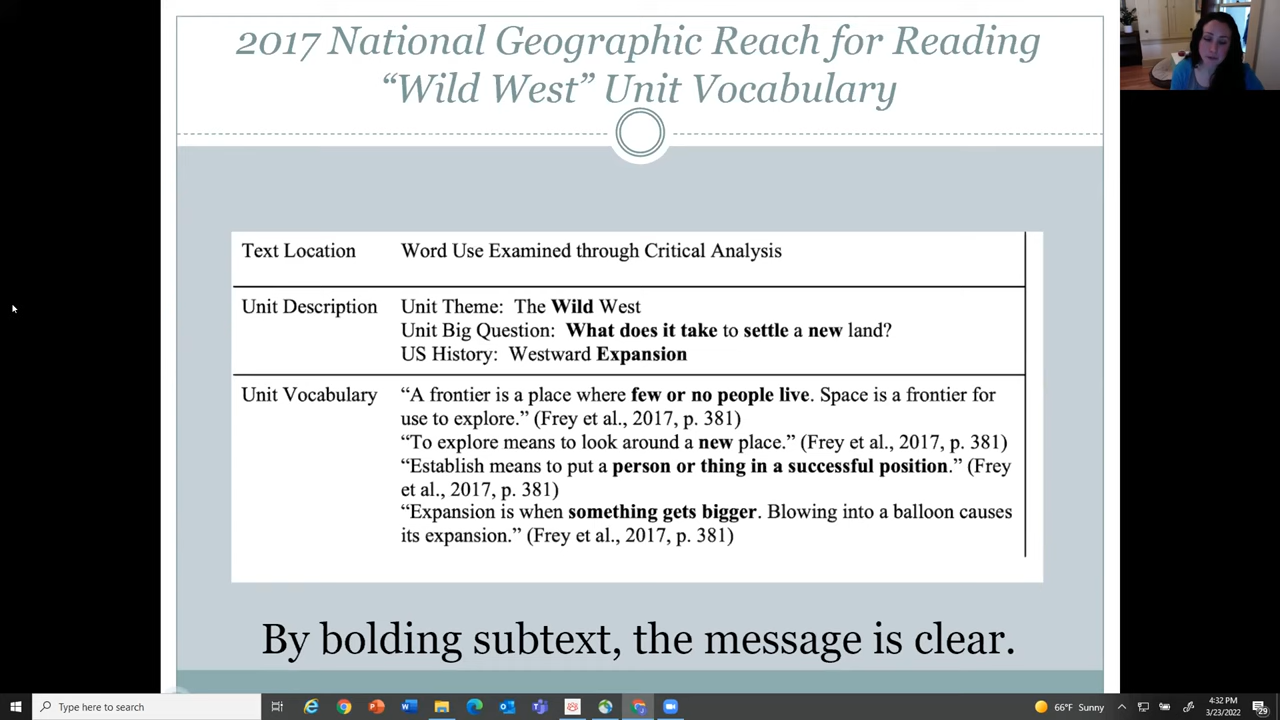 2017 National Geographic Reach for Reading
“Wild West” Unit Vocabulary
Text Location Word Use Examined through Critical Analysis
Unit Description Unit Theme: The Wild West
Unit Big Question: What does it take to settle a new land?
US History: Westward Expansion
Unit Vocabulary “A frontier is a place where few or no people live. Space is a frontier for
use to explore.” (Frey et al., 2017, p. 381)
“To explore means to look around a new place.” (Frey et al., 2017, p. 381)
“Establish means to put a person or thing in a successful position.” (Frey
et al., 2017, p. 381)
“Expansion is when something gets bigger. Blowing into a balloon causes
its expansion.” (Frey et al., 2017, p. 381)
By bolding subtext, the message is clear.
Type here to search
66°F Sunny
4:32 PM
3/23/2022
29